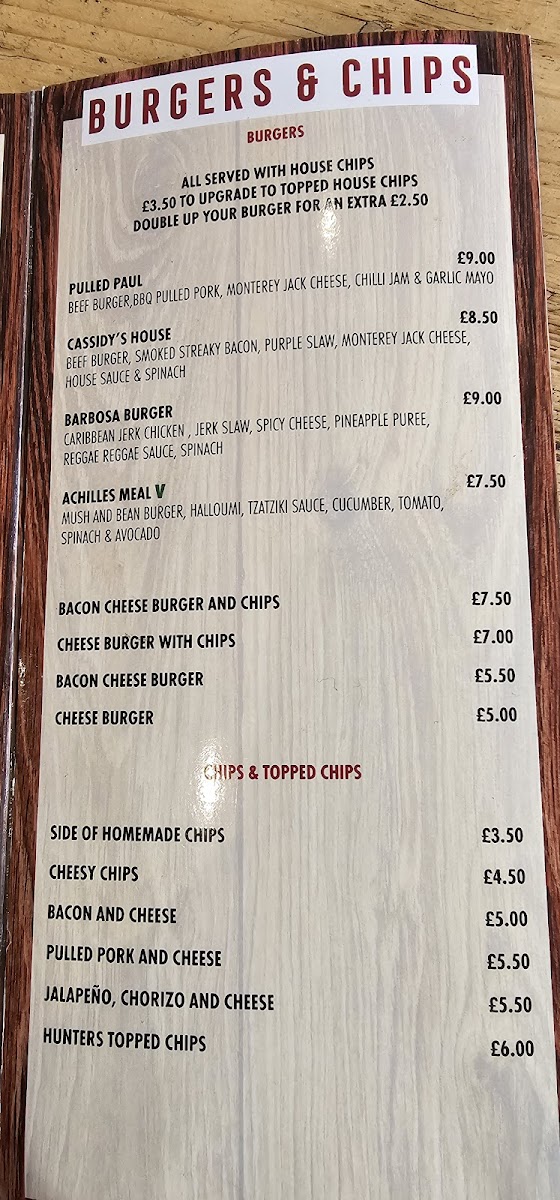 BURGERS & CHIPS
BURGERS
ALL SERVED WITH HOUSE CHIPS
£3.50 TO UPGRADE TO TOPPED HOUSE CHIPS
DOUBLE UP YOUR BURGER FOR AN EXTRA £2.50
PULLED PAUL £9.00
BEEF BURGER,BBQ PULLED PORK, MONTEREY JACK CHEESE, CHILLI JAM & GARLIC MAYO
CASSIDY'S HOUSE £8.50
BEEF BURGER, SMOKED STREAKY BACON, PURPLE SLAW, MONTEREY JACK CHEESE,
HOUSE SAUCE & SPINACH
BARBOSA BURGER £9.00
CARIBBEAN JERK CHICKEN , JERK SLAW, SPICY CHEESE, PINEAPPLE PUREE,
REGGAE REGGAE SAUCE, SPINACH
ACHILLES MEAL V £7.50
MUSH AND BEAN BURGER, HALLOUMI, TZATZIKI SAUCE, CUCUMBER, TOMATO,
SPINACH & AVOCADO
BACON CHEESE BURGER AND CHIPS £7.50
CHEESE BURGER WITH CHIPS £7.00
BACON CHEESE BURGER £5.50
CHEESE BURGER £5.00
CHIPS & TOPPED CHIPS
SIDE OF HOMEMADE CHIPS £3.50
CHEESY CHIPS £4.50
BACON AND CHEESE £5.00
PULLED PORK AND CHEESE £5.50
JALAPEÑO, CHORIZO AND CHEESE £5.50
HUNTERS TOPPED CHIPS £6.00